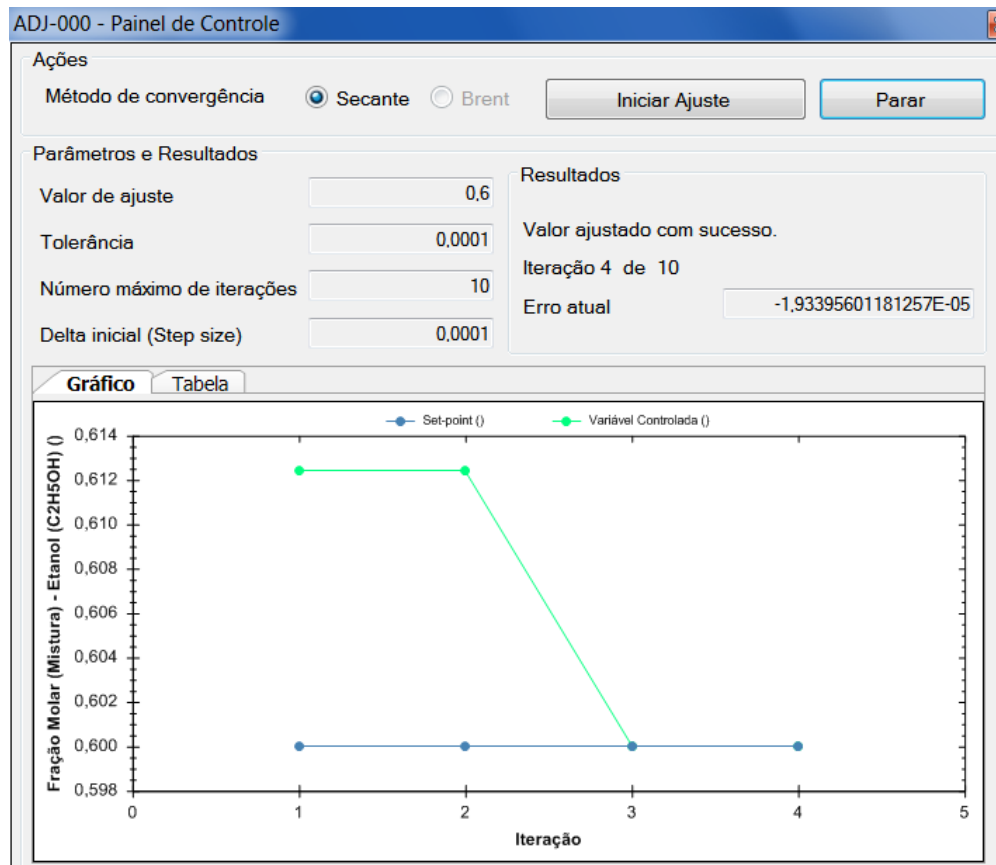 ADJ-000 - Painel de Controle
Ações
Método de convergência Secante Brent Iniciar Ajuste Parar
Parâmetros e Resultados
Valor de ajuste 0,6
Tolerância 0,0001
Número máximo de iterações 10
Delta inicial (Step size) 0,0001
Resultados
Valor ajustado com sucesso.
Iteração 4 de 10
Erro atual -1,93395601181257E-05
Gráfico Tabela
Set-point () Variável Controlada ()
Fração Molar (Mistura) - Etanol (C2H5OH) ()
0,614
0,612
0,610
0,608
0,606
0,604
0,602
0,600
0,598
0 1 2 3 4 5
Iteração